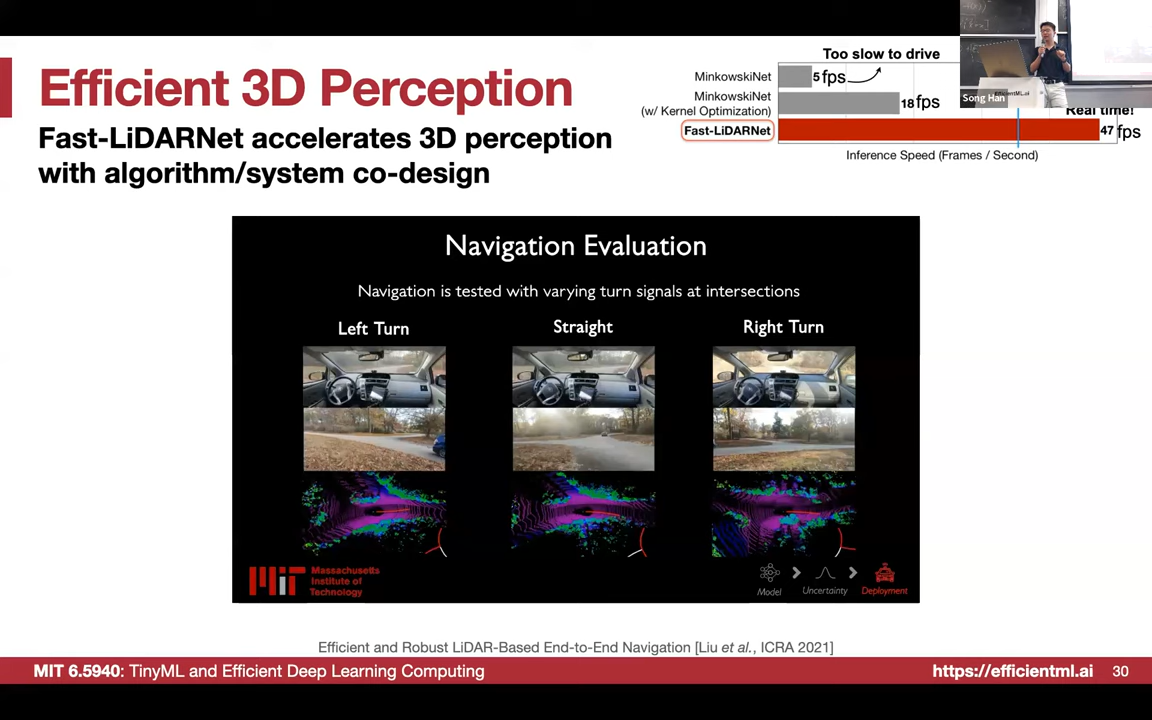 Efficient 3D Perception
Fast-LiDARNet accelerates 3D perception
with algorithm/system co-design
Too slow to drive
MinkowskiNet
5 fps
MinkowskiNet
(w/ Kernel Optimization)
18 fps
Real time!
Fast-LiDARNet
47 fps
Inference Speed (Frames / Second)
EfficientML.ai
Song Han
Navigation Evaluation
Navigation is tested with varying turn signals at intersections
Left Turn
Straight
Right Turn
Massachusetts
Institute of
Technology
Model
Uncertainty
Deployment
Efficient and Robust LiDAR-Based End-to-End Navigation [Liu et al., ICRA 2021]
MIT 6.5940: TinyML and Efficient Deep Learning Computing
https://efficientml.ai
30